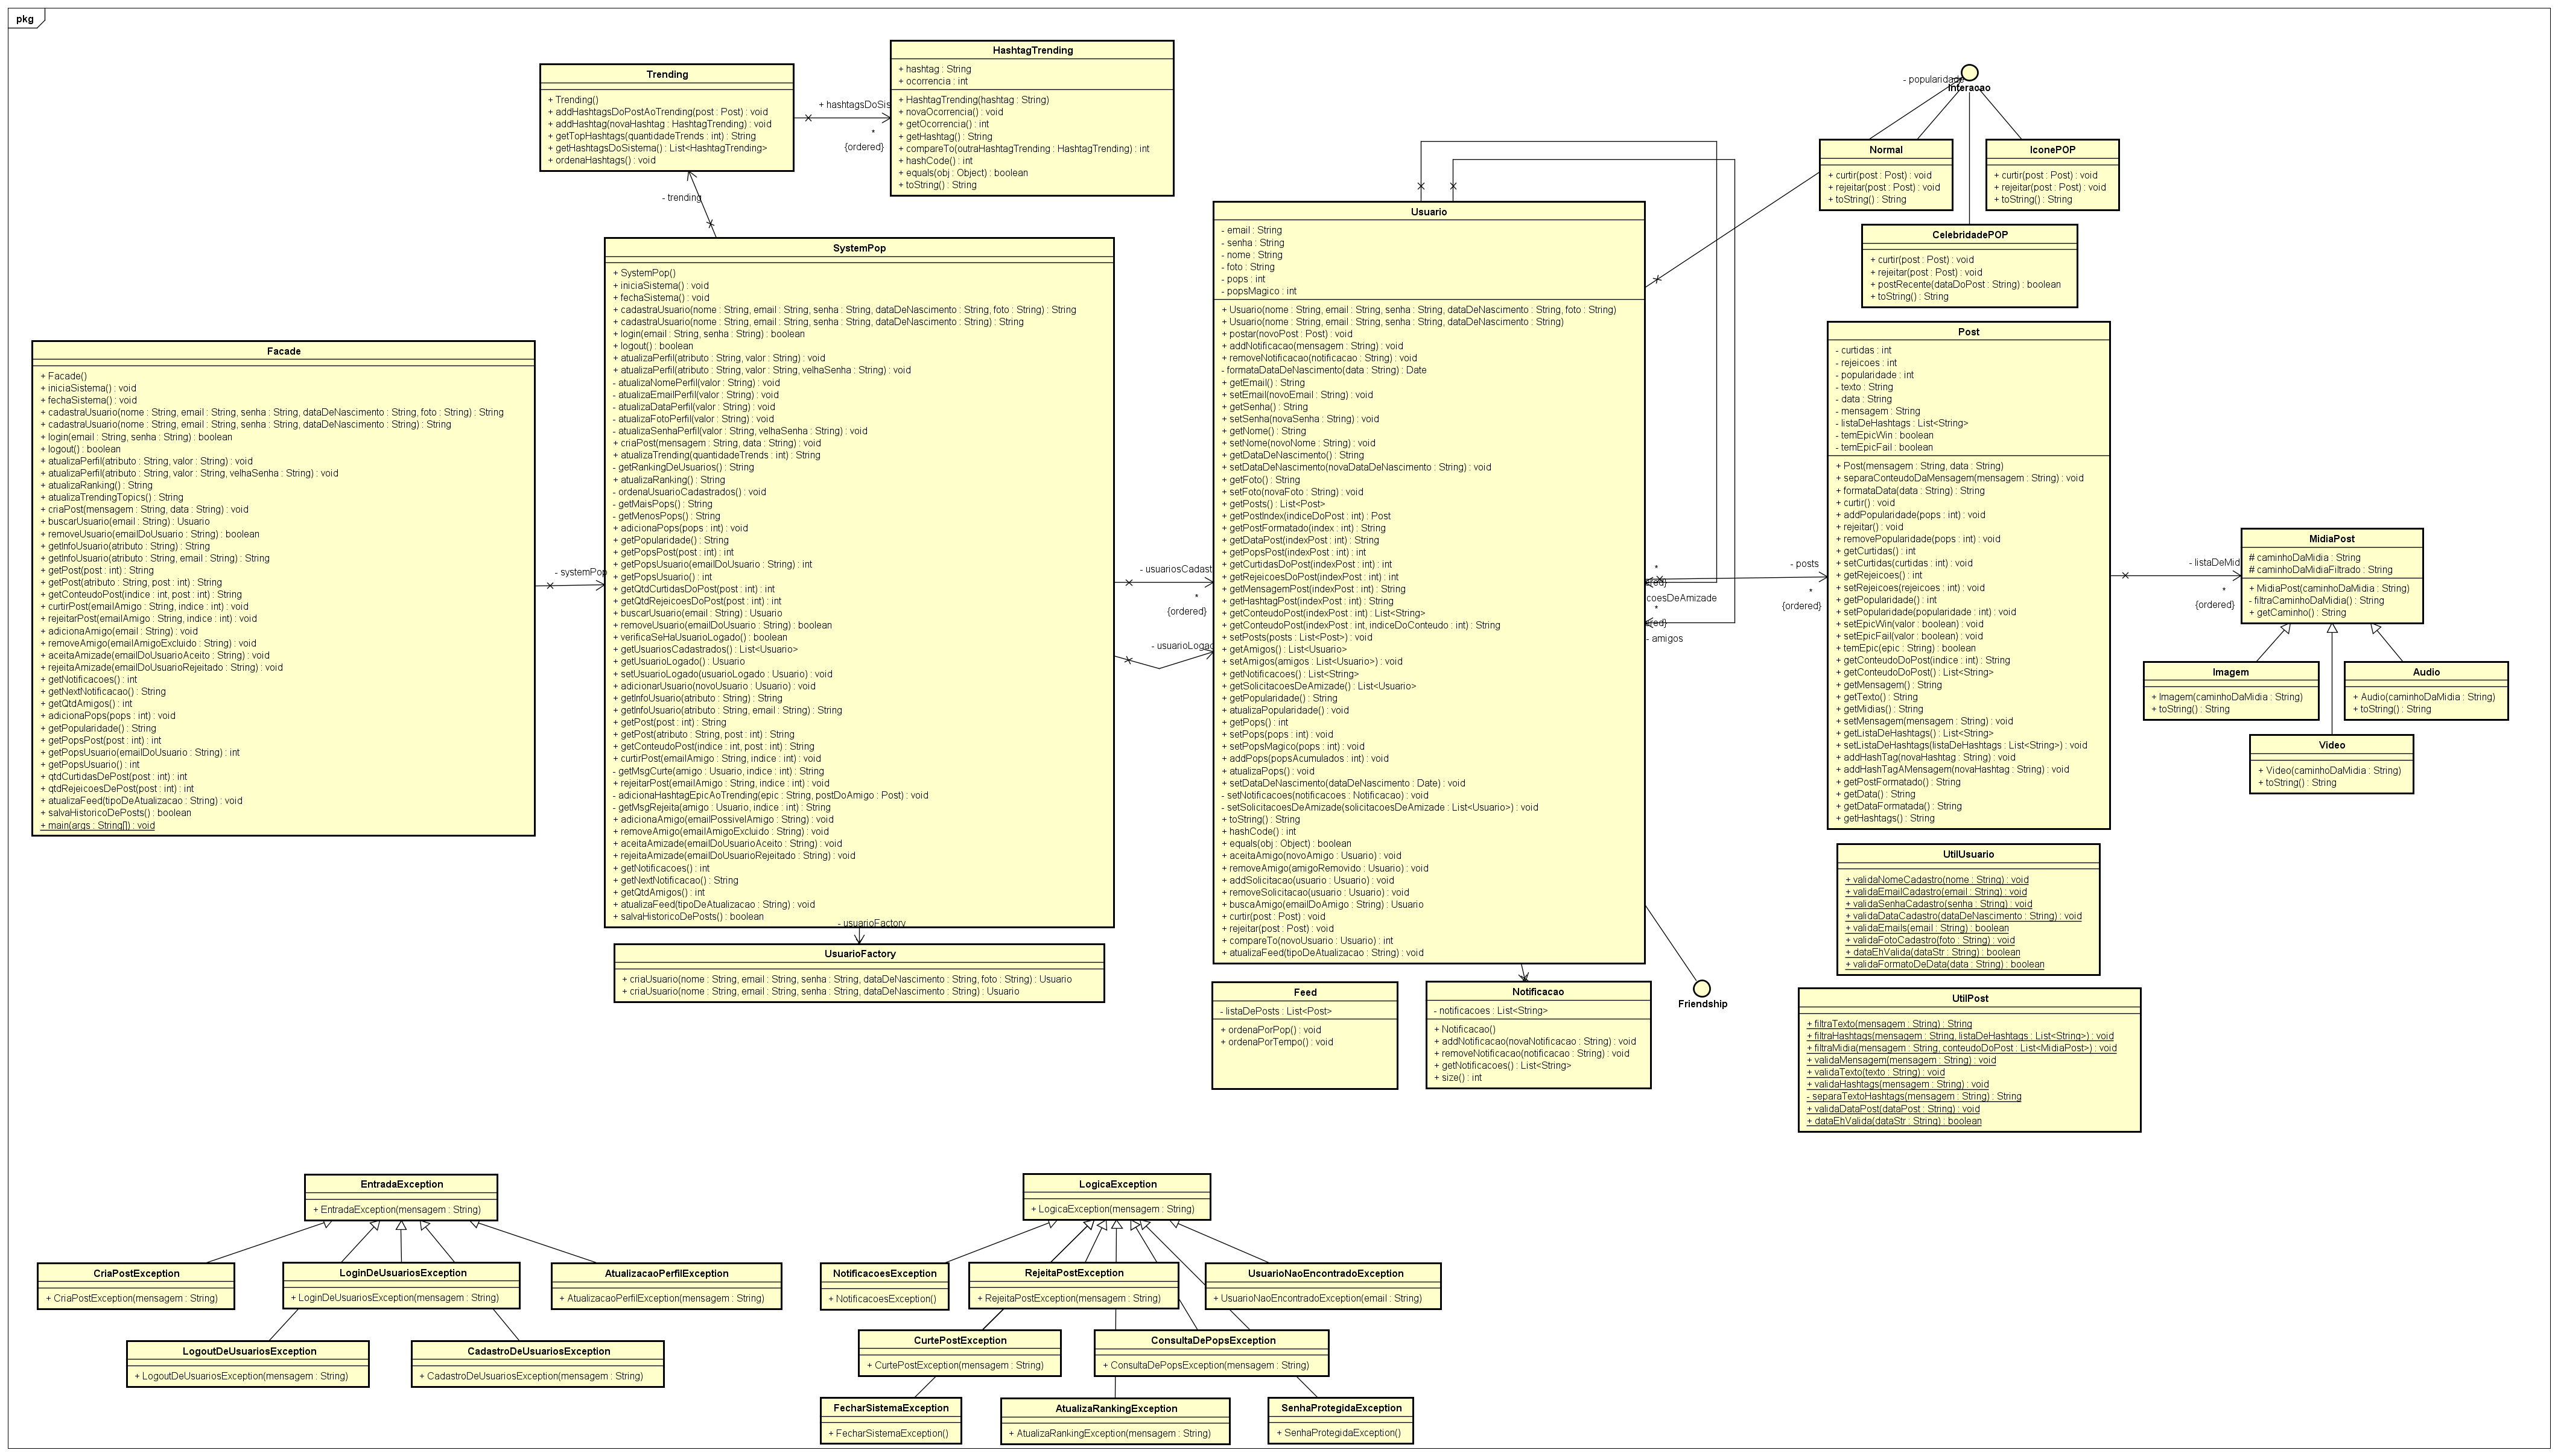 pkg
Trending
+ Trending()
+ addHashtagsDoPostAoTrending(post : Post) : void
+ addHashtag(novaHashtag : HashtagTrending) : void
+ getTopHashtags(quantidadeTrends : int) : String
+ getHashtagsDoSistema() : List<HashtagTrending>
+ ordenaHashtags() : void
+ hashtagsDoSis
*
{ordered}
HashtagTrending
+ hashtag : String
+ ocorrencia : int
+ HashtagTrending(hashtag : String)
+ novaOcorrencia() : void
+ getOcorrencia() : int
+ getHashtag() : String
+ compareTo(outraHashtagTrending : HashtagTrending) : int
+ hashCode() : int
+ equals(obj : Object) : boolean
+ toString() : String
- trending
Facade
+ Facade()
+ iniciaSistema() : void
+ fechaSistema() : void
+ cadastraUsuario(nome : String, email : String, senha : String, dataDeNascimento : String, foto : String) : String
+ cadastraUsuario(nome : String, email : String, senha : String, dataDeNascimento : String) : String
+ login(email : String, senha : String) : boolean
+ logout() : boolean
+ atualizaPerfil(atributo : String, valor : String) : void
+ atualizaPerfil(atributo : String, valor : String, velhaSenha : String) : void
+ atualizaRanking() : String
+ atualizaTrendingTopics() : String
+ criaPost(mensagem : String, data : String) : void
+ buscarUsuario(email : String) : Usuario
+ removeUsuario(emailDoUsuario : String) : boolean
+ getInfoUsuario(atributo : String) : String
+ getInfoUsuario(atributo : String, email : String) : String
+ getPost(post : int) : String
+ getPost(atributo : String, post : int) : String
+ getConteudoPost(indice : int, post : int) : String
+ curtirPost(emailAmigo : String, indice : int) : void
+ rejeitarPost(emailAmigo : String, indice : int) : void
+ adicionaAmigo(email : String) : void
+ removeAmigo(emailAmigoExcluido : String) : void
+ aceitaAmizade(emailDoUsuarioAceito : String) : void
+ rejeitaAmizade(emailDoUsuarioRejeitado : String) : void
+ getNotificacoes() : int
+ getNextNotificacao() : String
+ getQtdAmigos() : int
+ adicionaPops(pops : int) : void
+ getPopularidade() : String
+ getPopsPost(post : int) : int
+ getPopsUsuario(emailDoUsuario : String) : int
+ getPopsUsuario() : int
+ qtdCurtidasDePost(post : int) : int
+ qtdRejeicoesDePost(post : int) : int
+ atualizaFeed(tipoDeAtualizacao : String) : void
+ salvaHistoricoDePosts() : boolean
+ main(args : String[]) : void
- systemPop
SystemPop
+ SystemPop()
+ iniciaSistema() : void
+ fechaSistema() : void
+ cadastraUsuario(nome : String, email : String, senha : String, dataDeNascimento : String, foto : String) : String
+ cadastraUsuario(nome : String, email : String, senha : String, dataDeNascimento : String) : String
+ login(email : String, senha : String) : boolean
+ logout() : boolean
+ atualizaPerfil(atributo : String, valor : String) : void
+ atualizaPerfil(atributo : String, valor : String, velhaSenha : String) : void
- atualizaNomePerfil(valor : String) : void
- atualizaEmailPerfil(valor : String) : void
- atualizaDataPerfil(valor : String) : void
- atualizaFotoPerfil(valor : String) : void
- atualizaSenhaPerfil(valor : String, velhaSenha : String) : void
+ criaPost(mensagem : String, data : String) : void
+ atualizaTrending(quantidadeTrends : int) : String
- getRankingDeUsuarios() : String
+ atualizaRanking() : String
- ordenaUsuarioCadastrados() : void
- getMaisPops() : String
- getMenosPops() : String
+ adicionaPops(pops : int) : void
+ getPopularidade() : String
+ getPopsPost(post : int) : int
+ getPopsUsuario(emailDoUsuario : String) : int
+ getPopsUsuario() : int
+ getQtdCurtidasDoPost(post : int) : int
+ getQtdRejeicoesDoPost(post : int) : int
+ buscarUsuario(email : String) : Usuario
+ removeUsuario(emailDoUsuario : String) : boolean
+ verificaSeHaUsuarioLogado() : boolean
+ getUsuariosCadastrados() : List<Usuario>
+ getUsuarioLogado() : Usuario
+ setUsuarioLogado(usuarioLogado : Usuario) : void
+ adicionarUsuario(novoUsuario : Usuario) : void
+ getInfoUsuario(atributo : String) : String
+ getInfoUsuario(atributo : String, email : String) : String
+ getPost(post : int) : String
+ getPost(atributo : String, post : int) : String
+ getConteudoPost(indice : int, post : int) : String
+ curtirPost(emailAmigo : String, indice : int) : void
- getMsgCurte(amigo : Usuario, indice : int) : String
+ rejeitarPost(emailAmigo : String, indice : int) : void
- adicionaHashtagEpicAoTrending(epic : String, postDoAmigo : Post) : void
- getMsgRejeita(amigo : Usuario, indice : int) : String
+ adicionaAmigo(emailPossivelAmigo : String) : void
+ removeAmigo(emailAmigoExcluido : String) : void
+ aceitaAmizade(emailDoUsuarioAceito : String) : void
+ rejeitaAmizade(emailDoUsuarioRejeitado : String) : void
+ getNotificacoes() : int
+ getNextNotificacao() : String
+ getQtdAmigos() : int
+ atualizaFeed(tipoDeAtualizacao : String) : void
+ salvaHistoricoDePosts() : boolean
- usuarioFactory
UsuarioFactory
+ criaUsuario(nome : String, email : String, senha : String, dataDeNascimento : String, foto : String) : Usuario
+ criaUsuario(nome : String, email : String, senha : String, dataDeNascimento : String) : Usuario
- usuariosCadast
*
{ordered}
- usuarioLogad
Usuario
- email : String
- senha : String
- nome : String
- foto : String
- pops : int
- popsMagico : int
+ Usuario(nome : String, email : String, senha : String, dataDeNascimento : String, foto : String)
+ Usuario(nome : String, email : String, senha : String, dataDeNascimento : String)
+ postar(novoPost : Post) : void
+ addNotificacao(mensagem : String) : void
+ removeNotificacao(notificacao : String) : void
- formataDataDeNascimento(data : String) : Date
+ getEmail() : String
+ setEmail(novoEmail : String) : void
+ getSenha() : String
+ setSenha(novaSenha : String) : void
+ getNome() : String
+ setNome(novoNome : String) : void
+ getDataDeNascimento() : String
+ setDataDeNascimento(novaDataDeNascimento : String) : void
+ getFoto() : String
+ setFoto(novaFoto : String) : void
+ getPosts() : List<Post>
+ getPostIndex(indiceDoPost : int) : Post
+ getPostFormatado(index : int) : String
+ getDataPost(indexPost : int) : String
+ getPopsPost(indexPost : int) : int
+ getCurtidasDoPost(indexPost : int) : int
+ getRejeicoesDoPost(indexPost : int) : int
+ getMensagemPost(indexPost : int) : String
+ getHashtagPost(indexPost : int) : String
+ getConteudoPost(indexPost : int) : List<String>
+ getConteudoPost(indexPost : int, indiceDoConteudo : int) : String
+ setPosts(posts : List<Post>) : void
+ getAmigos() : List<Usuario>
+ setAmigos(amigos : List<Usuario>) : void
+ getNotificacoes() : List<String>
+ getSolicitacoesDeAmizade() : List<Usuario>
+ getPopularidade() : String
+ atualizaPopularidade() : void
+ getPops() : int
+ setPops(pops : int) : void
+ setPopsMagico(pops : int) : void
+ addPops(popsAcumulados : int) : void
+ atualizaPops() : void
+ setDataDeNascimento(dataDeNascimento : Date) : void
- setNotificacoes(notificacoes : Notificacao) : void
- setSolicitacoesDeAmizade(solicitacoesDeAmizade : List<Usuario>) : void
+ toString() : String
+ hashCode() : int
+ equals(obj : Object) : boolean
+ aceitaAmigo(novoAmigo : Usuario) : void
+ removeAmigo(amigoRemovido : Usuario) : void
+ addSolicitacao(usuario : Usuario) : void
+ removeSolicitacao(usuario : Usuario) : void
+ buscaAmigo(emailDoAmigo : String) : Usuario
+ curtir(post : Post) : void
+ rejeitar(post : Post) : void
+ compareTo(novoUsuario : Usuario) : int
+ atualizaFeed(tipoDeAtualizacao : String) : void
*
coesDeAmizade
*
- amigos
- posts
*
{ordered}
- popularidade
Interacao
Normal
+ curtir(post : Post) : void
+ rejeitar(post : Post) : void
+ toString() : String
IconePOP
+ curtir(post : Post) : void
+ rejeitar(post : Post) : void
+ toString() : String
CelebridadePOP
+ curtir(post : Post) : void
+ rejeitar(post : Post) : void
+ postRecente(dataDoPost : String) : boolean
+ toString() : String
Post
- curtidas : int
- rejeicoes : int
- popularidade : int
- texto : String
- data : String
- mensagem : String
- listaDeHashtags : List<String>
- temEpicWin : boolean
- temEpicFail : boolean
+ Post(mensagem : String, data : String)
+ separaConteudoDaMensagem(mensagem : String) : void
+ formataData(data : String) : String
+ curtir() : void
+ addPopularidade(pops : int) : void
+ rejeitar() : void
+ removePopularidade(pops : int) : void
+ getCurtidas() : int
+ setCurtidas(curtidas : int) : void
+ getRejeicoes() : int
+ setRejeicoes(rejeicoes : int) : void
+ getPopularidade() : int
+ setPopularidade(popularidade : int) : void
+ setEpicWin(valor : boolean) : void
+ setEpicFail(valor : boolean) : void
+ temEpic(epic : String) : boolean
+ getConteudoDoPost(indice : int) : String
+ getConteudoDoPost() : List<String>
+ getMensagem() : String
+ getTexto() : String
+ getMidias() : String
+ setMensagem(mensagem : String) : void
+ getListaDeHashtags() : List<String>
+ setListaDeHashtags(listaDeHashtags : List<String>) : void
+ addHashTag(novaHashtag : String) : void
+ addHashTagAMensagem(novaHashtag : String) : void
+ getPostFormatado() : String
+ getData() : String
+ getDataFormatada() : String
+ getHashtags() : String
- listaDeMid
*
{ordered}
MidiaPost
# caminhoDaMidia : String
# caminhoDaMidiaFiltrado : String
+ MidiaPost(caminhoDaMidia : String)
- filtraCaminhoDaMidia() : String
+ getCaminho() : String
Imagem
+ Imagem(caminhoDaMidia : String)
+ toString() : String
Audio
+ Audio(caminhoDaMidia : String)
+ toString() : String
Video
+ Video(caminhoDaMidia : String)
+ toString() : String
UtilUsuario
+ validaNomeCadastro(nome : String) : void
+ validaEmailCadastro(email : String) : void
+ validaSenhaCadastro(senha : String) : void
+ validaDataCadastro(dataDeNascimento : String) : void
+ validaEmails(email : String) : boolean
+ validaFotoCadastro(foto : String) : void
+ dataEhValida(dataStr : String) : boolean
+ validaFormatoDeData(data : String) : boolean
UtilPost
+ filtraTexto(mensagem : String) : String
+ filtraHashtags(mensagem : String, listaDeHashtags : List<String>) : void
+ filtraMidia(mensagem : String, conteudoDoPost : List<MidiaPost>) : void
+ validaMensagem(mensagem : String) : void
+ validaTexto(texto : String) : void
+ validaHashtags(mensagem : String) : void
- separaTextoHashtags(mensagem : String) : String
+ validaDataPost(dataPost : String) : void
+ dataEhValida(dataStr : String) : boolean
Feed
- listaDePosts : List<Post>
+ ordenaPorPop() : void
+ ordenaPorTempo() : void
Notificacao
- notificacoes : List<String>
+ Notificacao()
+ addNotificacao(novaNotificacao : String) : void
+ removeNotificacao(notificacao : String) : void
+ getNotificacoes() : List<String>
+ size() : int
Friendship
EntradaException
+ EntradaException(mensagem : String)
CriaPostException
+ CriaPostException(mensagem : String)
LoginDeUsuariosException
+ LoginDeUsuariosException(mensagem : String)
AtualizacaoPerfilException
+ AtualizacaoPerfilException(mensagem : String)
LogoutDeUsuariosException
+ LogoutDeUsuariosException(mensagem : String)
CadastroDeUsuariosException
+ CadastroDeUsuariosException(mensagem : String)
LogicaException
+ LogicaException(mensagem : String)
NotificacoesException
+ NotificacoesException()
RejeitaPostException
+ RejeitaPostException(mensagem : String)
UsuarioNaoEncontradoException
+ UsuarioNaoEncontradoException(email : String)
CurtePostException
+ CurtePostException(mensagem : String)
ConsultaDePopsException
+ ConsultaDePopsException(mensagem : String)
FecharSistemaException
+ FecharSistemaException()
AtualizaRankingException
+ AtualizaRankingException(mensagem : String)
SenhaProtegidaException
+ SenhaProtegidaException()